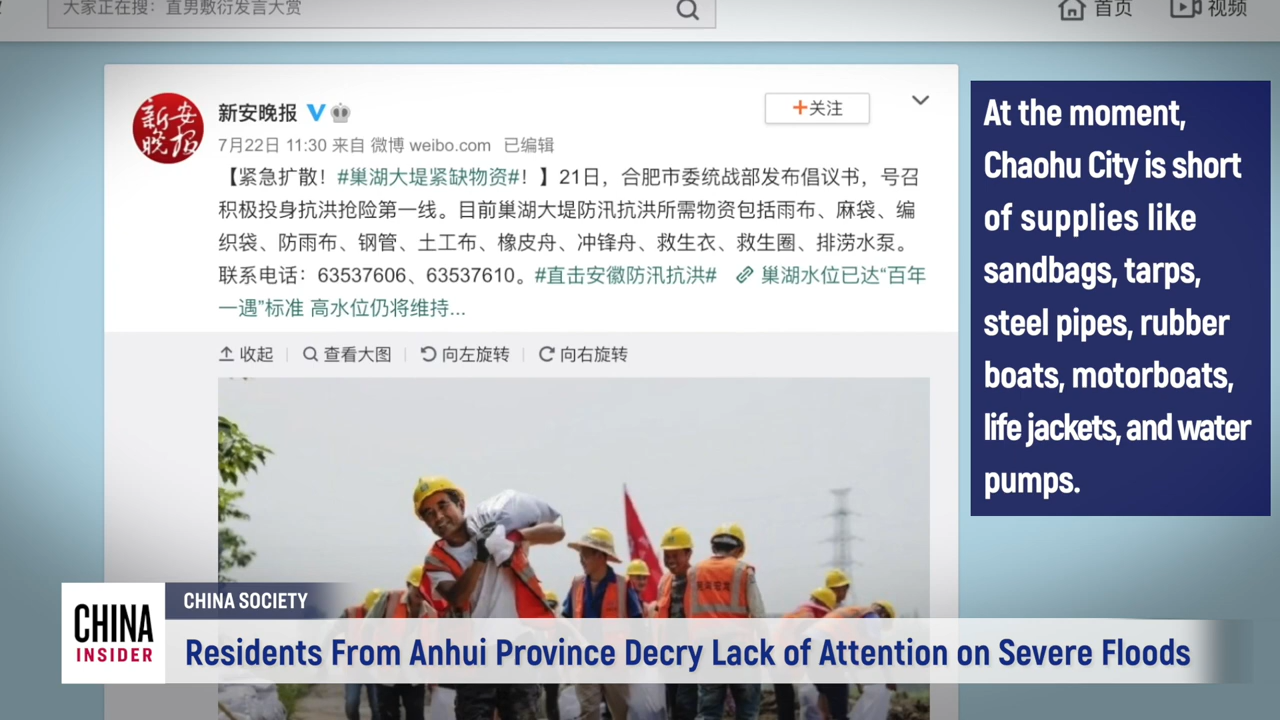 大家正在搜：直男敷衍发言大赏
首页
视频
新安晚报
新安晚报
+关注
7月22日 11:30 来自 微博 weibo.com 已编辑
【紧急扩散！#巢湖大堤紧缺物资#！】21日，合肥市委统战部发布倡议书，号召
积极投身抗洪抢险第一线。目前巢湖大堤防汛抗洪所需物资包括雨布、麻袋、编
织袋、防雨布、钢管、土工布、橡皮舟、冲锋舟、救生衣、救生圈、排涝水泵。
联系电话：63537606、63537610。#直击安徽防汛抗洪# 巢湖水位已达“百年
一遇”标准 高水位仍将维持...
收起
查看大图
向左旋转
向右旋转
At the moment,
Chaohu City is short
of supplies like
sandbags, tarps,
steel pipes, rubber
boats, motorboats,
life jackets, and water
pumps.
CHINA
INSIDER
CHINA SOCIETY
Residents From Anhui Province Decry Lack of Attention on Severe Floods